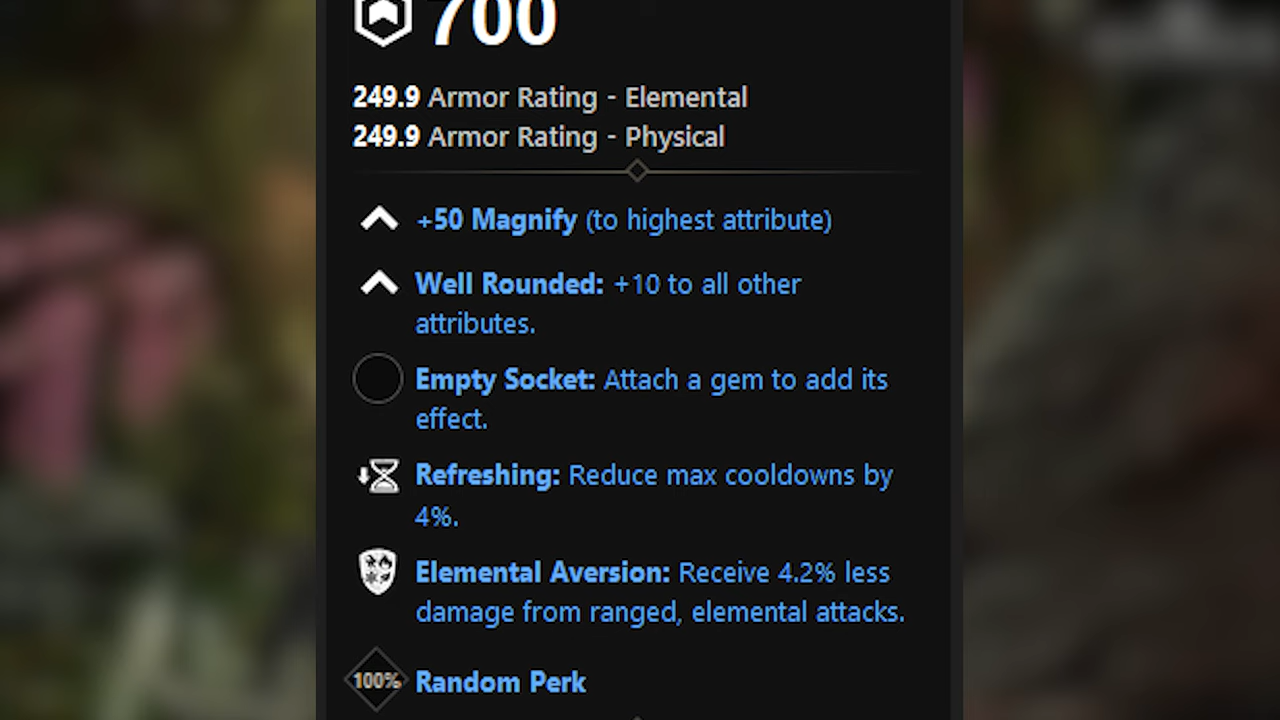 700
249.9 Armor Rating - Elemental
249.9 Armor Rating - Physical
+50 Magnify (to highest attribute)
Well Rounded: +10 to all other
attributes.
Empty Socket: Attach a gem to add its
effect.
Refreshing: Reduce max cooldowns by
4%.
Elemental Aversion: Receive 4.2% less
damage from ranged, elemental attacks.
100% Random Perk